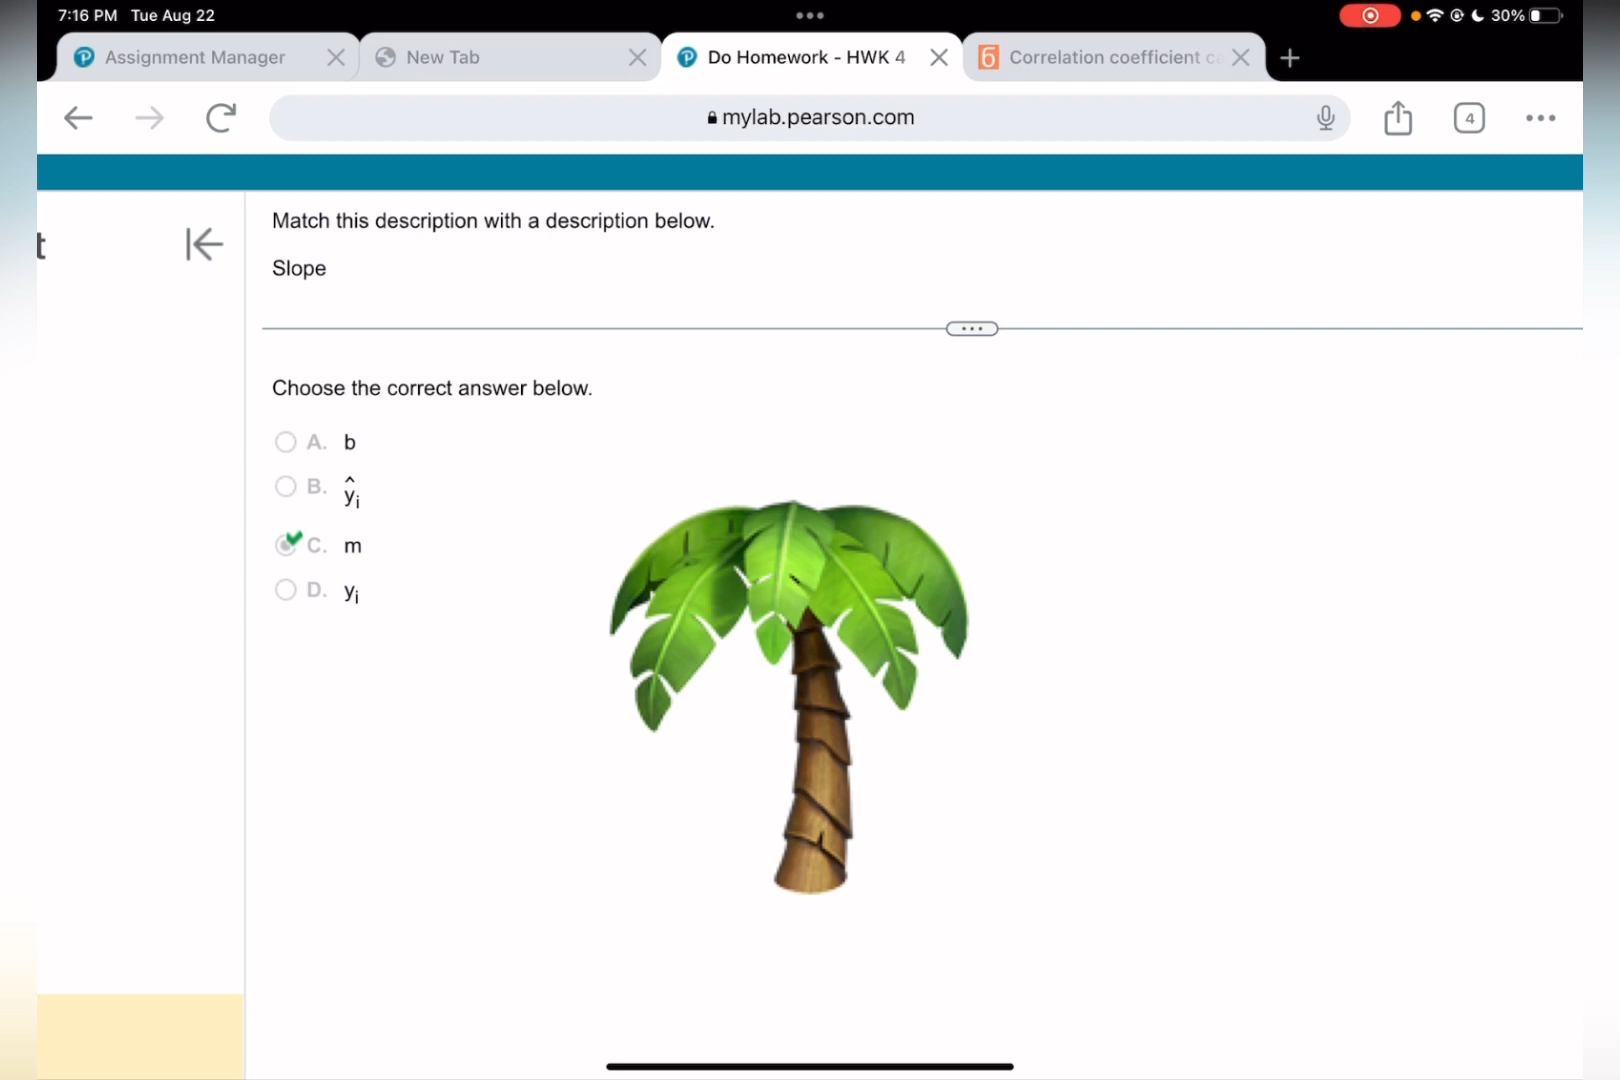 7:16 PM Tue Aug 22
30%
Assignment Manager
New Tab
Do Homework - HWK 4
Correlation coefficient ca
mylab.pearson.com
4
t
Match this description with a description below.
Slope
Choose the correct answer below.
A. b
B. ŷi
C. m
D. yi